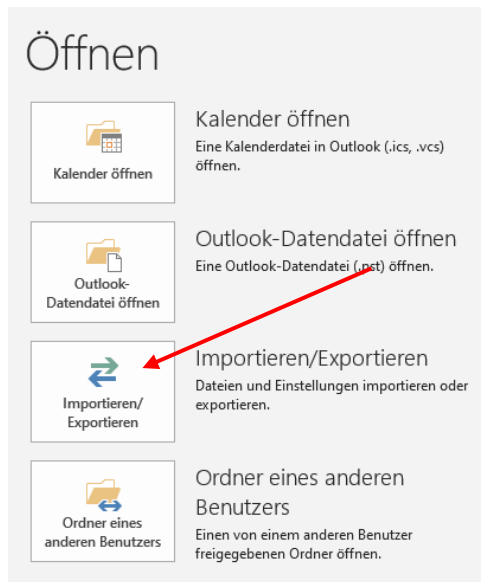 Öffnen
Kalender öffnen
Kalender öffnen
Eine Kalenderdatei in Outlook (.ics, .vcs)
öffnen.
Outlook-
Datendatei öffnen
Outlook-Datendatei öffnen
Eine Outlook-Datendatei (.pst) öffnen.
Importieren/
Exportieren
Importieren/Exportieren
Dateien und Einstellungen importieren oder
exportieren.
Ordner eines
anderen Benutzers
Ordner eines anderen
Benutzers
Einen von einem anderen Benutzer
freigegebenen Ordner öffnen.